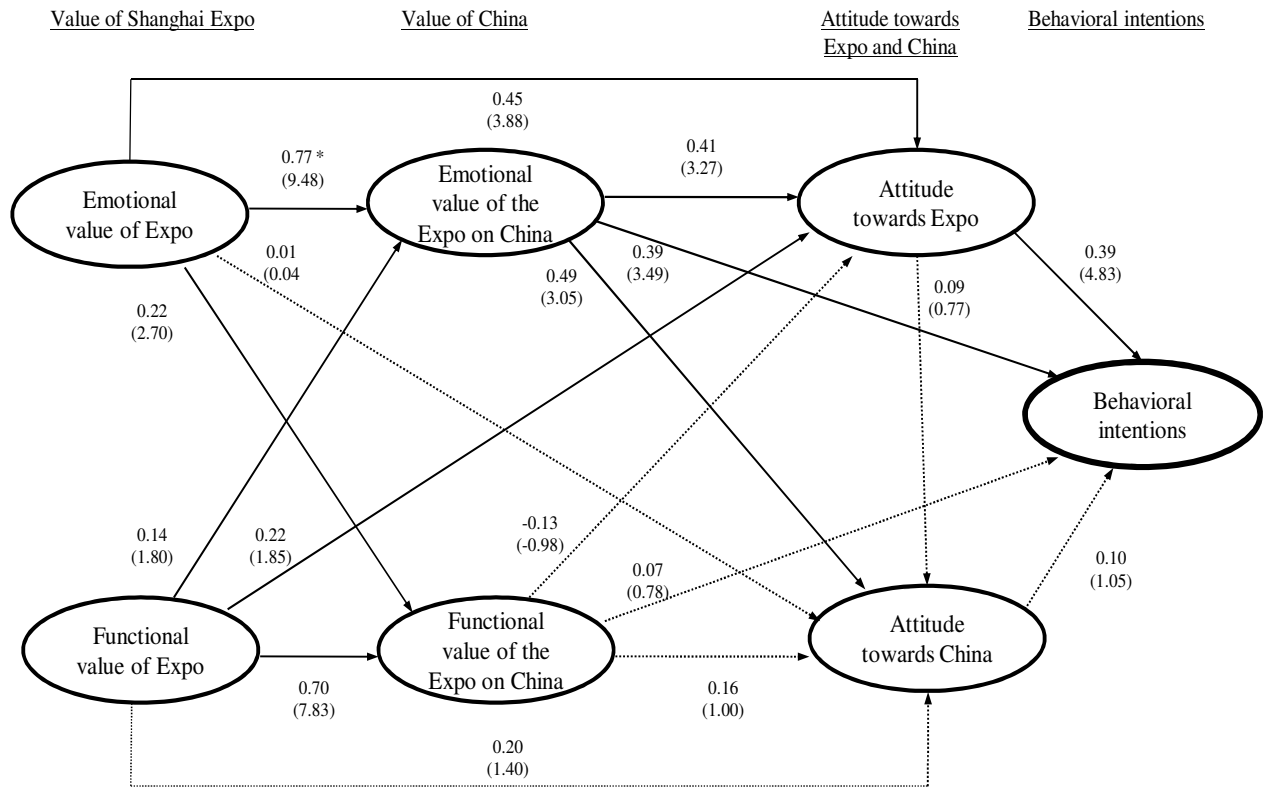 Value of Shanghai Expo
Value of China
Attitude towards
Expo and China
Behavioral intentions
0.45
(3.88)
0.77 *
(9.48)
0.41
(3.27)
Emotional
value of Expo
Emotional
value of the
Expo on China
Attitude
towards Expo
0.01
(0.04
0.49
(3.05)
0.39
(3.49)
0.39
(4.83)
0.09
(0.77)
0.22
(2.70)
Behavioral
intentions
0.14
(1.80)
0.22
(1.85)
-0.13
(-0.98)
0.07
(0.78)
0.10
(1.05)
Functional
value of Expo
Functional
value of the
Expo on China
Attitude
towards China
0.70
(7.83)
0.16
(1.00)
0.20
(1.40)